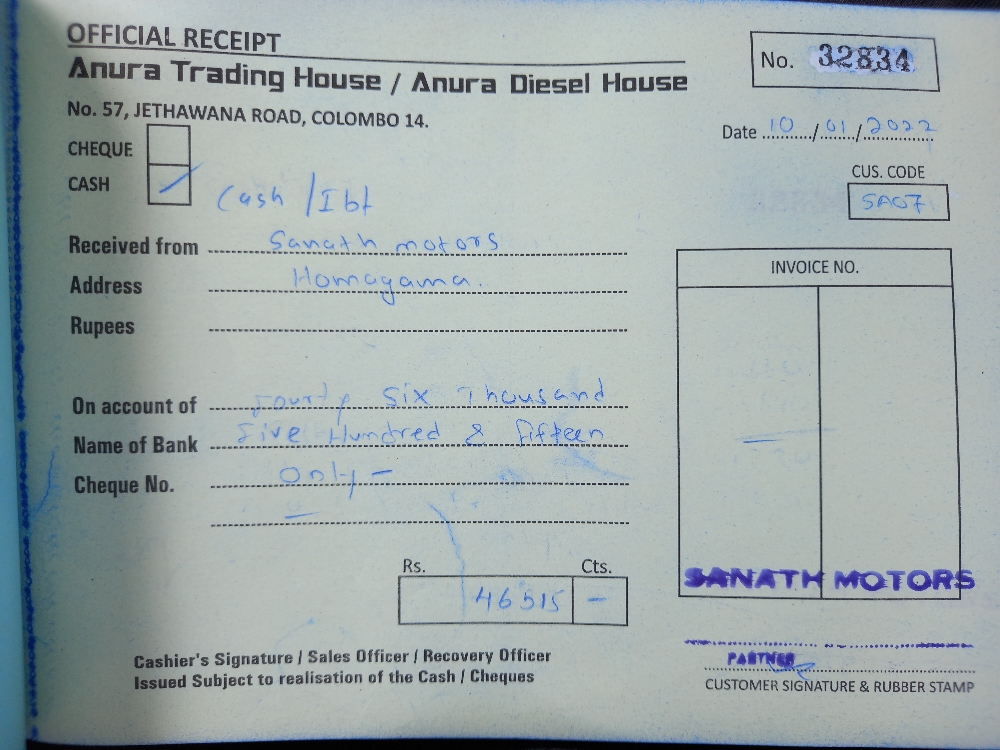 OFFICIAL RECEIPT
Anura Trading House / Anura Diesel House
No. 57, JETHAWANA ROAD, COLOMBO 14.
No. 32834
Date 10/01/2022
CHEQUE
CASH
Cash / Ibt
CUS. CODE
SA07
Received from Sanath motors
Address Homagama.
Rupees
INVOICE NO.
On account of Fourty Six Thousand
Name of Bank Five Hundred & fifteen
Cheque No. Only -
Rs. Cts.
46515 -
SANATH MOTORS
PARTNER
Cashier's Signature / Sales Officer / Recovery Officer
Issued Subject to realisation of the Cash / Cheques
CUSTOMER SIGNATURE & RUBBER STAMP